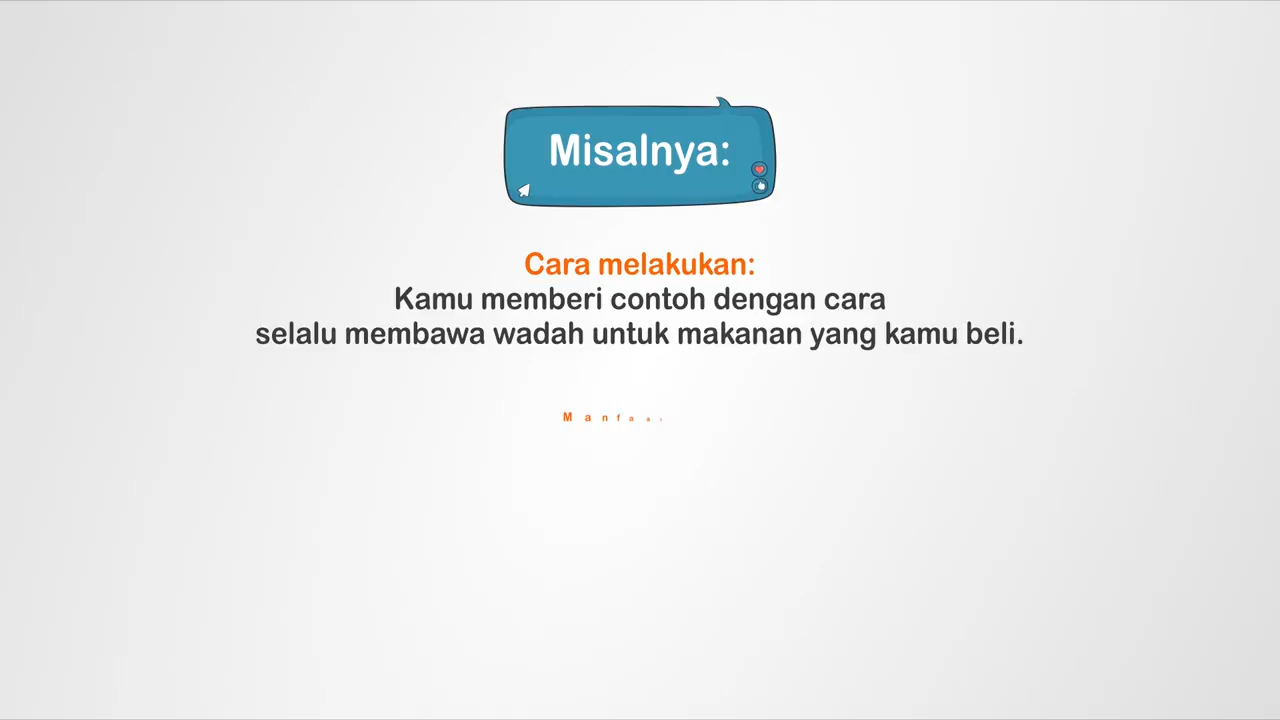 Misalnya:
Cara melakukan:
Kamu memberi contoh dengan cara
selalu membawa wadah untuk makanan yang kamu beli.